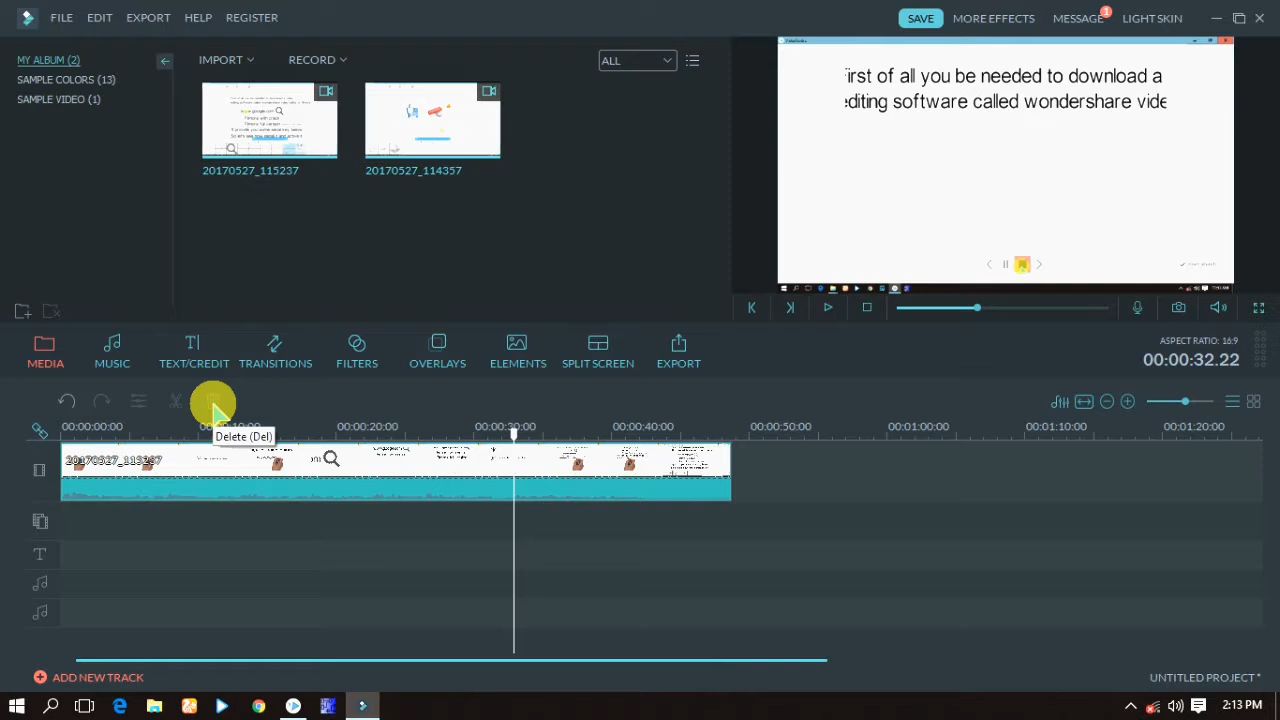 FILE EDIT EXPORT HELP REGISTER
SAVE MORE EFFECTS MESSAGE 1 LIGHT SKIN
MY ALBUM (2)
SAMPLE COLORS (13)
SAMPLE VIDEO (1)
IMPORT RECORD ALL
20170527_115237 20170527_114357
first of all you be needed to download a
editing software called wondershare vide
MEDIA MUSIC TEXT/CREDIT TRANSITIONS FILTERS OVERLAYS ELEMENTS SPLIT SCREEN EXPORT
ASPECT RATIO: 16:9
00:00:32.22
Delete (Del)
00:00:00:00 00:00:20:00 00:00:30:00 00:00:40:00 00:00:50:00 00:01:00:00 00:01:10:00 00:01:20:00
ADD NEW TRACK
UNTITLED PROJECT *
2:13 PM